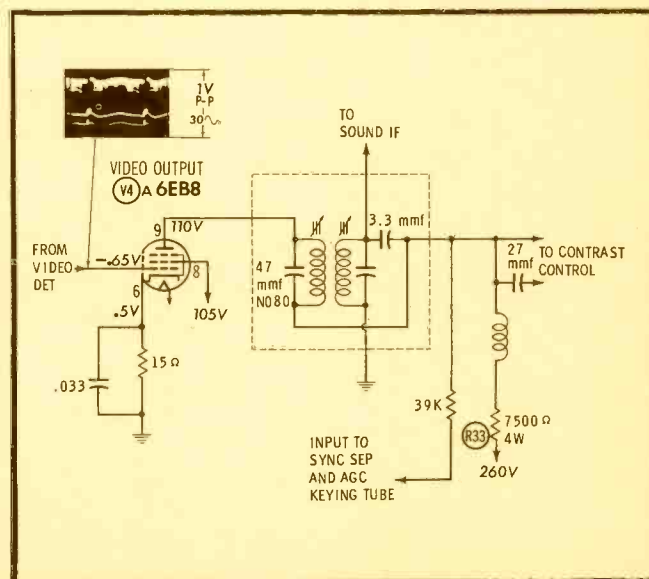 1V
P-P
30∿
VIDEO OUTPUT
V4 A 6EB8
TO
SOUND IF
9
110V
3.3 mmf
FROM
VIDEO
DET
-.65V
8
6
.5V
105V
47
mmf
N080
27
mmf
TO CONTRAST
CONTROL
.033
15Ω
39K
R33
7500Ω
4W
260V
INPUT TO
SYNC SEP
AND AGC
KEYING TUBE